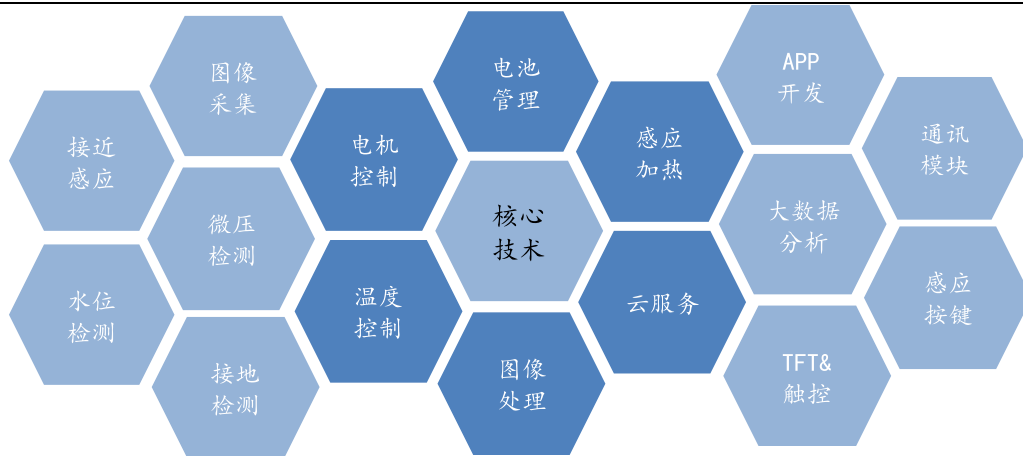 图像
采集
接近
感应
微压
检测
水位
检测
接地
检测
电机
控制
温度
控制
电池
管理
核心
技术
图像
处理
感应
加热
云服务
APP
开发
大数据
分析
TFT&
触控
通讯
模块
感应
按键